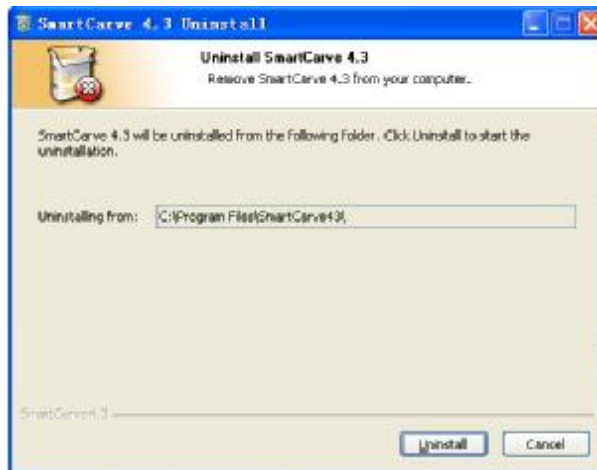 SmartCarve 4.3 Uninstall
Uninstall SmartCarve 4.3
Remove SmartCarve 4.3 from your computer.
SmartCarve 4.3 will be uninstalled from the following folder. Click Uninstall to start the
uninstallation.
Uninstalling from: C:\Program Files\SmartCarve43\
SmartCarve4.3
Uninstall Cancel